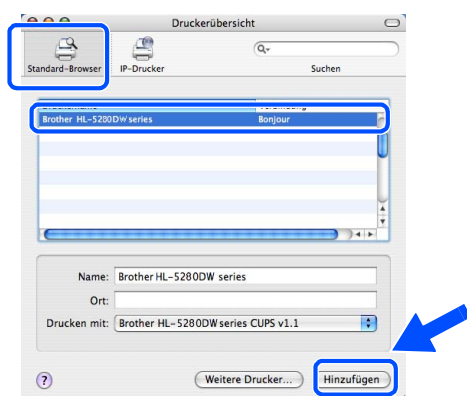 Druckerübersicht
Standard-Browser IP-Drucker Suchen
Brother HL-5280DW series Bonjour
Name: Brother HL-5280DW series
Ort:
Drucken mit: Brother HL-5280DW series CUPS v1.1
? Weitere Drucker... Hinzufügen